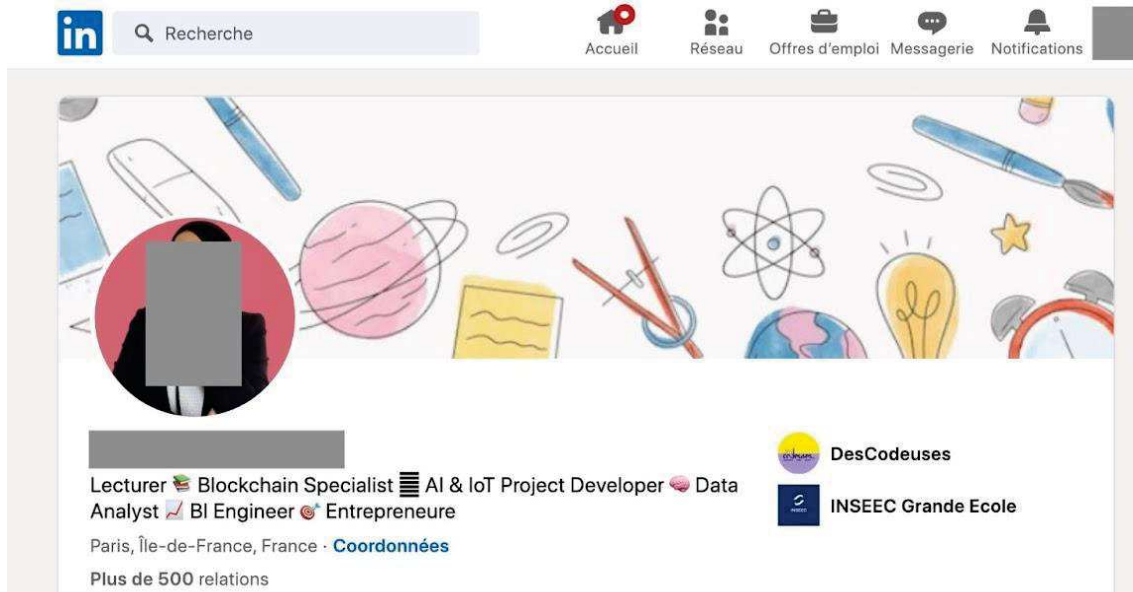 in
Recherche
Accueil
Réseau
Offres d'emploi
Messagerie
Notifications
Lecturer 📚 Blockchain Specialist AI & IoT Project Developer 🧠 Data
Analyst 📈 BI Engineer 🎯 Entrepreneure
Paris, Île-de-France, France · Coordonnées
Plus de 500 relations
DesCodeuses
INSEEC
INSEEC Grande Ecole